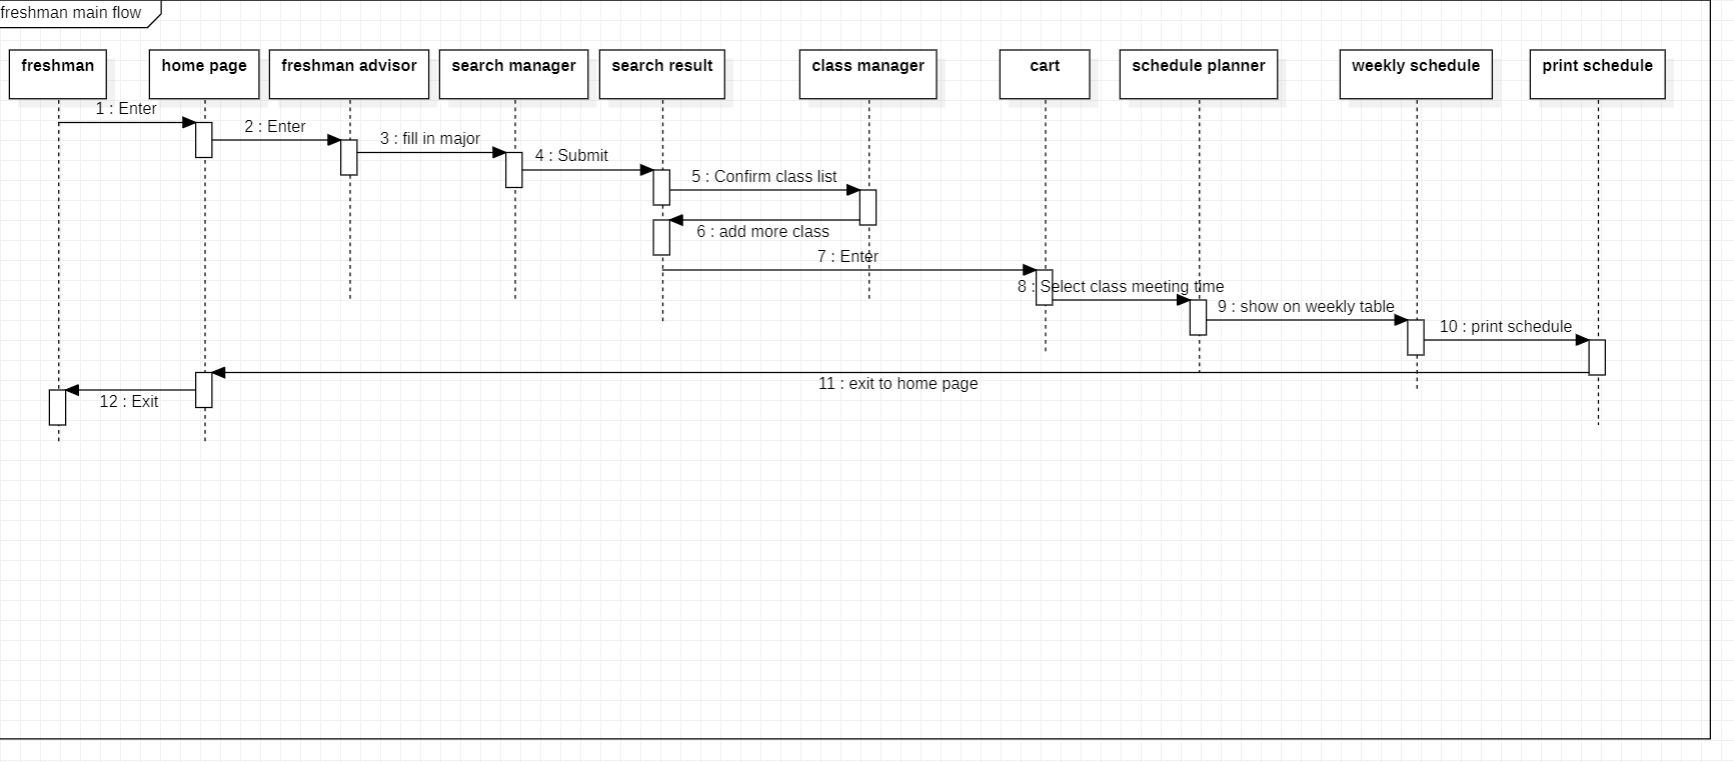 freshman main flow
freshman
home page
freshman advisor
search manager
search result
class manager
cart
schedule planner
weekly schedule
print schedule
1 : Enter
2 : Enter
3 : fill in major
4 : Submit
5 : Confirm class list
6 : add more class
7 : Enter
8 : Select class meeting time
9 : show on weekly table
10 : print schedule
11 : exit to home page
12 : Exit